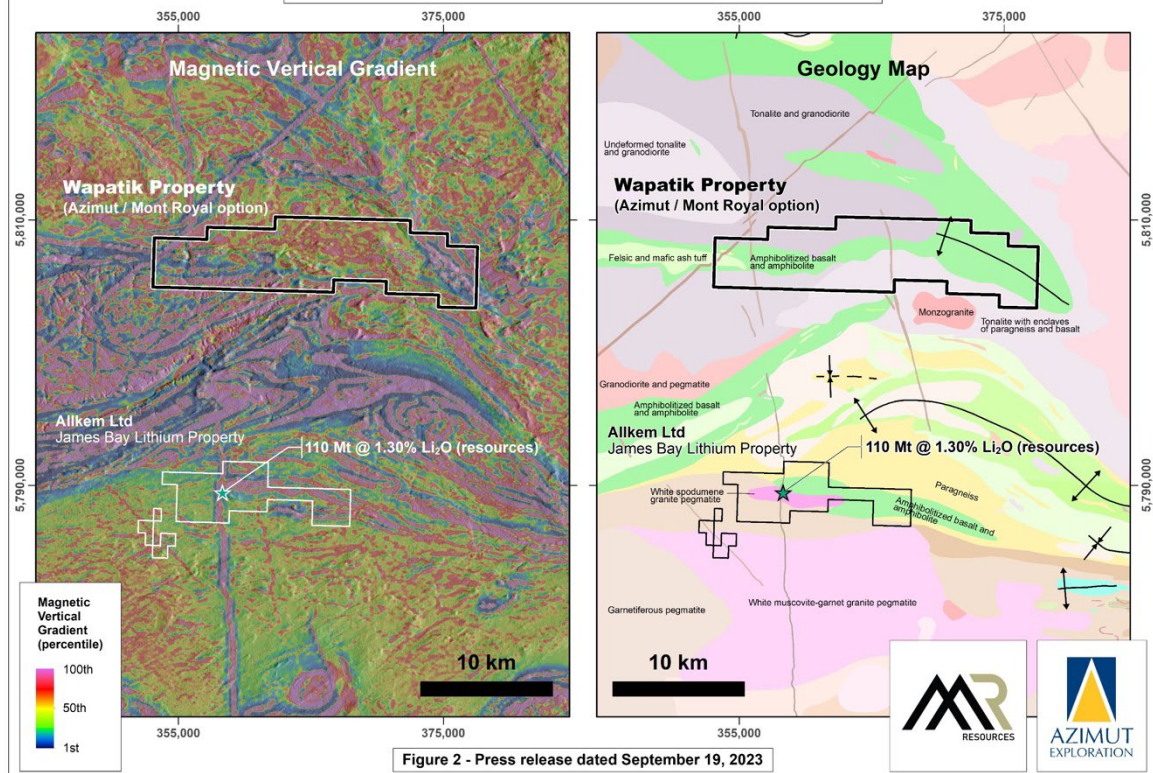 355,000
375,000
355,000
375,000
Magnetic Vertical Gradient
Geology Map
Tonalite and granodiorite
Undeformed tonalite
and granodiorite
Wapatik Property
(Azimut / Mont Royal option)
Wapatik Property
(Azimut / Mont Royal option)
5,810,000
5,810,000
Felsic and mafic ash tuff
Amphibolitized basalt
and amphibolite
Monzogranite
Tonalite with enclaves
of paragneiss and basalt
Granodiorite and pegmatite
Amphibolitized basalt
and amphibolite
Allkem Ltd
James Bay Lithium Property
110 Mt @ 1.30% Li₂O (resources)
Allkem Ltd
James Bay Lithium Property
110 Mt @ 1.30% Li₂O (resources)
5,790,000
5,790,000
White spodumene
granite pegmatite
Paragneiss
Amphibolitized basalt and
amphibolite
Garnetiferous pegmatite
White muscovite-garnet granite pegmatite
Magnetic
Vertical
Gradient
(percentile)
100th
50th
1st
10 km
10 km
355,000
375,000
355,000
MR
RESOURCES
AZIMUT
EXPLORATION
Figure 2 - Press release dated September 19, 2023